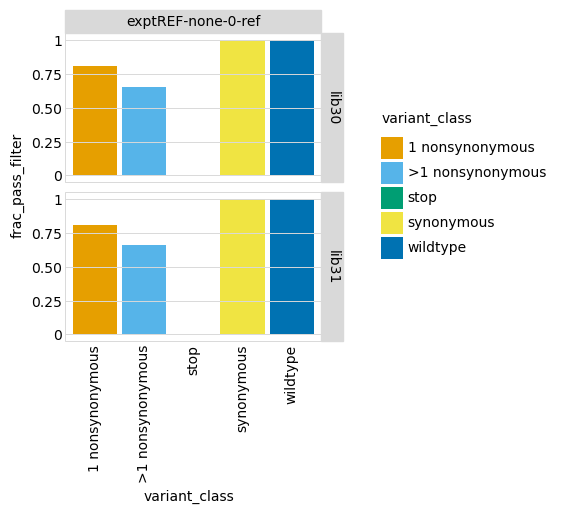 exptREF-none-0-ref
frac_pass_filter
1
0.75
0.50
0.25
0
lib30
1
0.75
0.50
0.25
0
lib31
1 nonsynonymous
>1 nonsynonymous
stop
synonymous
wildtype
variant_class
variant_class
1 nonsynonymous
>1 nonsynonymous
stop
synonymous
wildtype